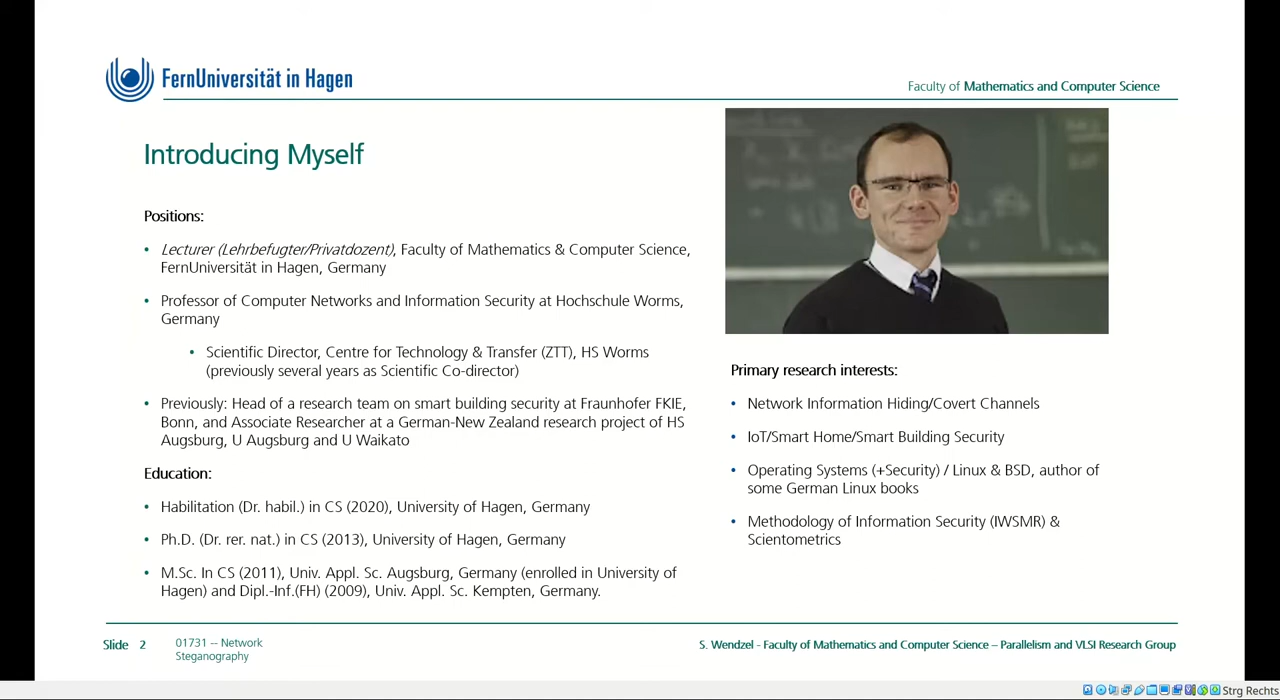 FernUniversität in Hagen
Faculty of Mathematics and Computer Science
Introducing Myself
Positions:
• Lecturer (Lehrbefugter/Privatdozent), Faculty of Mathematics & Computer Science,
FernUniversität in Hagen, Germany
• Professor of Computer Networks and Information Security at Hochschule Worms,
Germany
• Scientific Director, Centre for Technology & Transfer (ZTT), HS Worms
(previously several years as Scientific Co-director)
• Previously: Head of a research team on smart building security at Fraunhofer FKIE,
Bonn, and Associate Researcher at a German-New Zealand research project of HS
Augsburg, U Augsburg and U Waikato
Education:
• Habilitation (Dr. habil.) in CS (2020), University of Hagen, Germany
• Ph.D. (Dr. rer. nat.) in CS (2013), University of Hagen, Germany
• M.Sc. In CS (2011), Univ. Appl. Sc. Augsburg, Germany (enrolled in University of
Hagen) and Dipl.-Inf.(FH) (2009), Univ. Appl. Sc. Kempten, Germany.
Primary research interests:
• Network Information Hiding/Covert Channels
• IoT/Smart Home/Smart Building Security
• Operating Systems (+Security) / Linux & BSD, author of
some German Linux books
• Methodology of Information Security (IWSMR) &
Scientometrics
Slide 2
01731 -- Network
Steganography
S. Wendzel - Faculty of Mathematics and Computer Science – Parallelism and VLSI Research Group
Strg Rechts